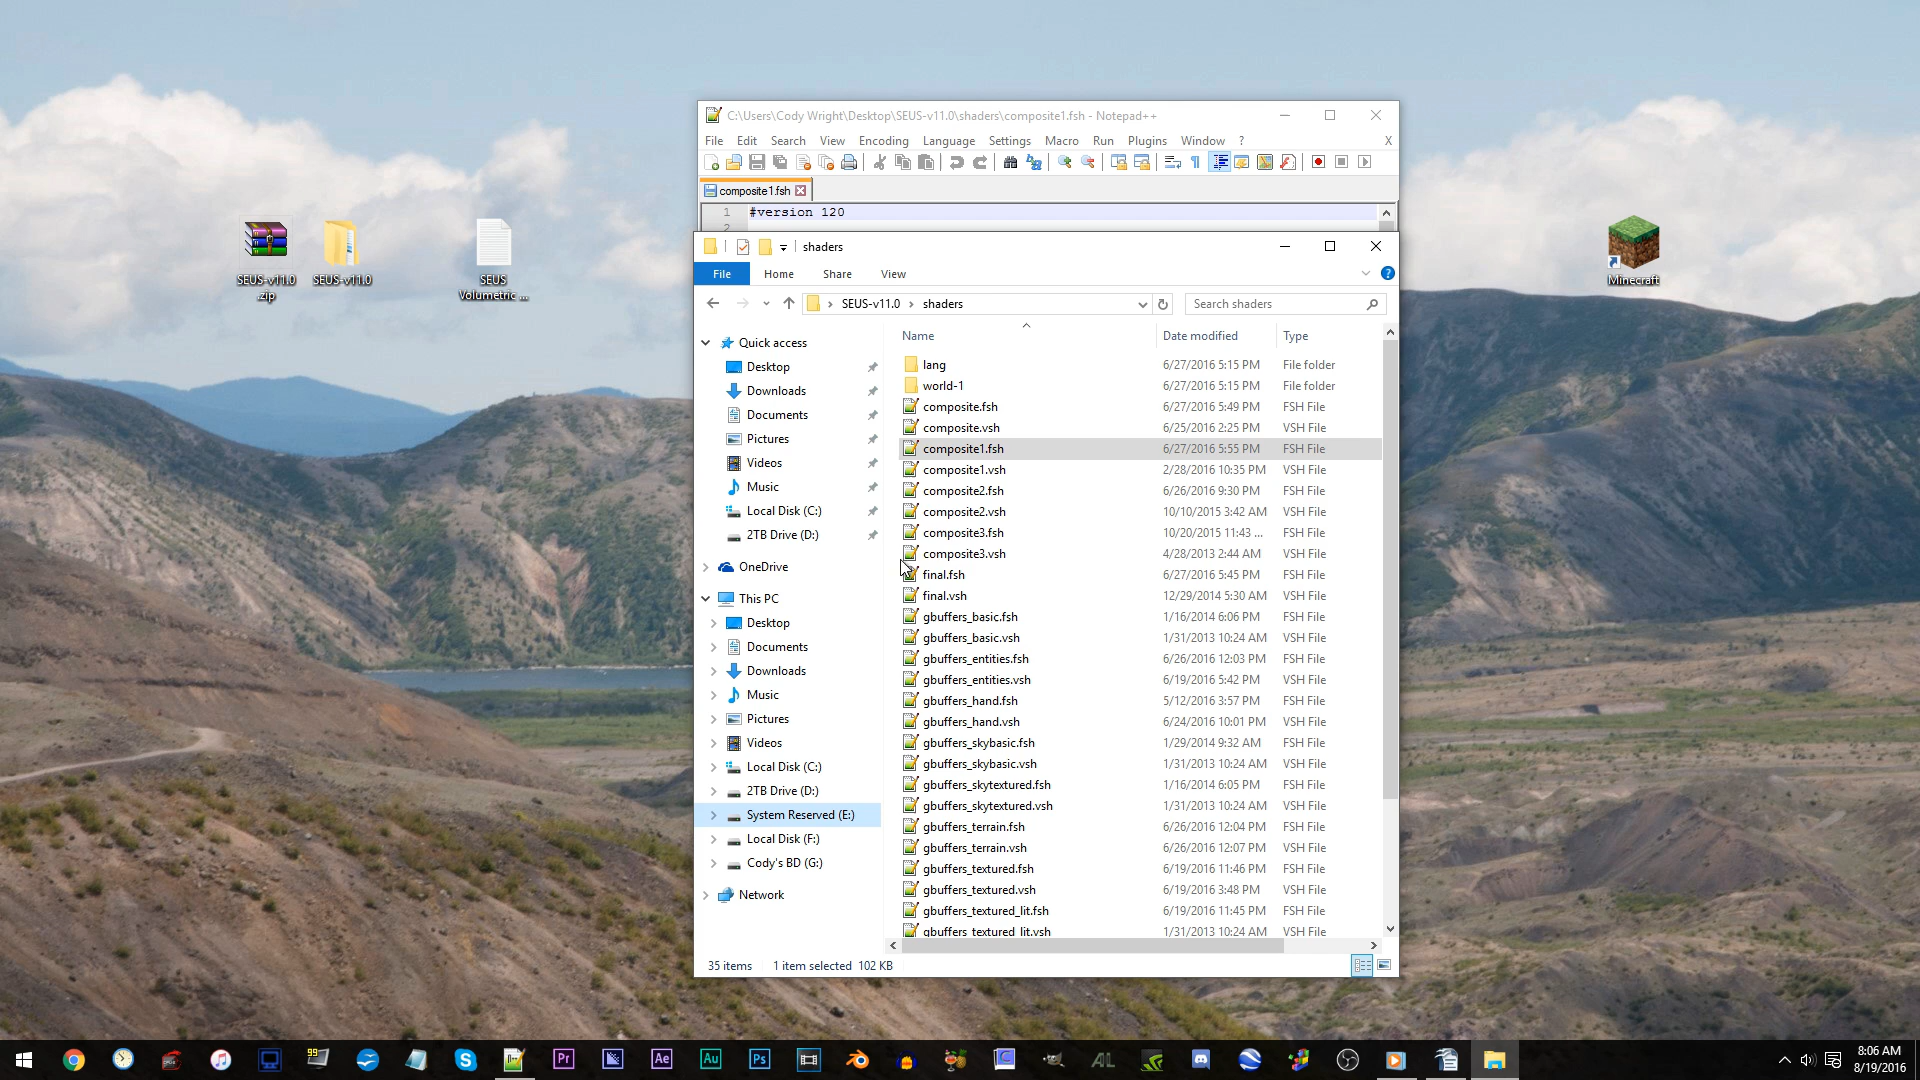 C:\Users\Cody Wright\Desktop\SEUS-v11.0\shaders\composite1.fsh - Notepad++
File Edit Search View Encoding Language Settings Macro Run Plugins Window ? X
composite1.fsh
1 #version 120
2
shaders
File Home Share View
SEUS-v11.0 shaders Search shaders
Name Date modified Type
Quick access
Desktop
Downloads
Documents
Pictures
Videos
Music
Local Disk (C:)
2TB Drive (D:)
OneDrive
This PC
Desktop
Documents
Downloads
Music
Pictures
Videos
Local Disk (C:)
2TB Drive (D:)
System Reserved (E:)
Local Disk (F:)
Cody's BD (G:)
Network
lang 6/27/2016 5:15 PM File folder
world-1 6/27/2016 5:15 PM File folder
composite.fsh 6/27/2016 5:49 PM FSH File
composite.vsh 6/25/2016 2:25 PM VSH File
composite1.fsh 6/27/2016 5:55 PM FSH File
composite1.vsh 2/28/2016 10:35 PM VSH File
composite2.fsh 6/26/2016 9:30 PM FSH File
composite2.vsh 10/10/2015 3:42 AM VSH File
composite3.fsh 10/20/2015 11:43 ... FSH File
composite3.vsh 4/28/2013 2:44 AM VSH File
final.fsh 6/27/2016 5:45 PM FSH File
final.vsh 12/29/2014 5:30 AM VSH File
gbuffers_basic.fsh 1/16/2014 6:06 PM FSH File
gbuffers_basic.vsh 1/31/2013 10:24 AM VSH File
gbuffers_entities.fsh 6/26/2016 12:03 PM FSH File
gbuffers_entities.vsh 6/19/2016 5:42 PM VSH File
gbuffers_hand.fsh 5/12/2016 3:57 PM FSH File
gbuffers_hand.vsh 6/24/2016 10:01 PM VSH File
gbuffers_skybasic.fsh 1/29/2014 9:32 AM FSH File
gbuffers_skybasic.vsh 1/31/2013 10:24 AM VSH File
gbuffers_skytextured.fsh 1/16/2014 6:05 PM FSH File
gbuffers_skytextured.vsh 1/31/2013 10:24 AM VSH File
gbuffers_terrain.fsh 6/26/2016 12:04 PM FSH File
gbuffers_terrain.vsh 6/26/2016 12:07 PM VSH File
gbuffers_textured.fsh 6/19/2016 11:46 PM FSH File
gbuffers_textured.vsh 6/19/2016 3:48 PM VSH File
gbuffers_textured_lit.fsh 6/19/2016 11:45 PM FSH File
gbuffers_textured_lit.vsh 1/31/2013 10:24 AM VSH File
35 items 1 item selected 102 KB
SEUS-v11.0
.zip
SEUS-v11.0
SEUS
Volumetric ...
Minecraft
99
Pr
Ae
Au
Ps
AL
8:06 AM
8/19/2016